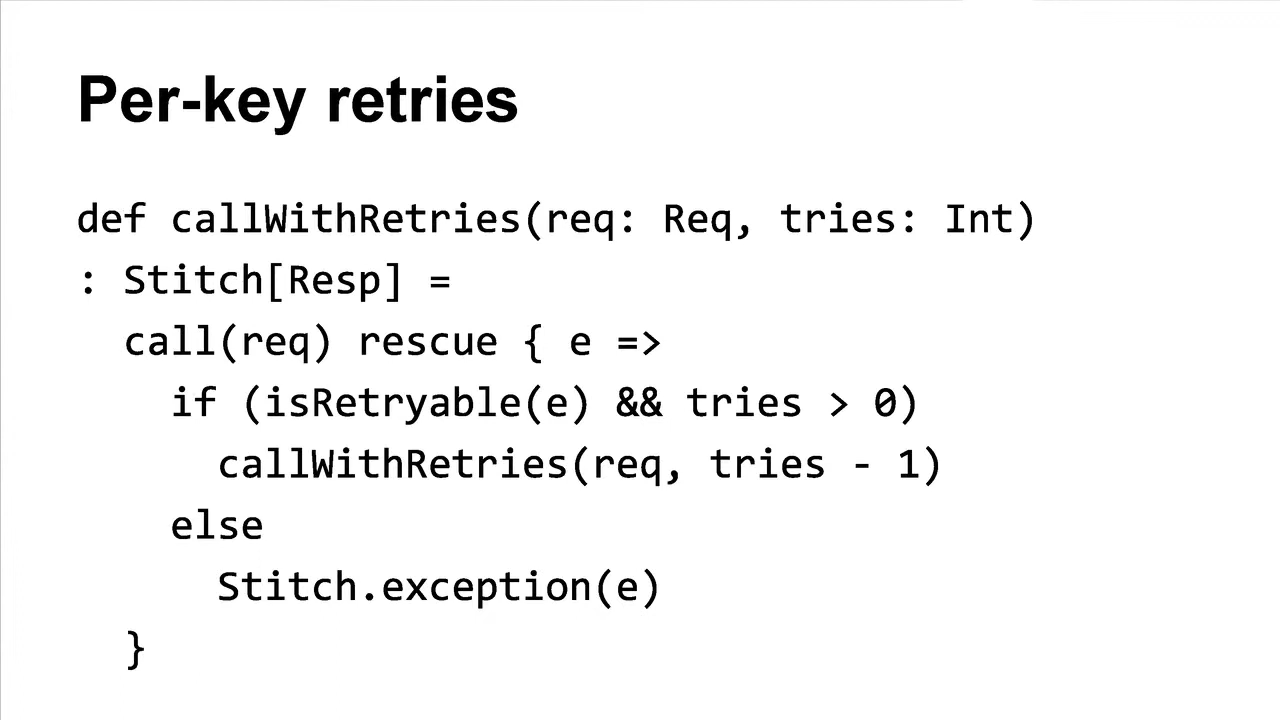 Per-key retries
def callWithRetries(req: Req, tries: Int)
: Stitch[Resp] =
  call(req) rescue { e =>
    if (isRetryable(e) && tries > 0)
      callWithRetries(req, tries - 1)
    else
      Stitch.exception(e)
  }